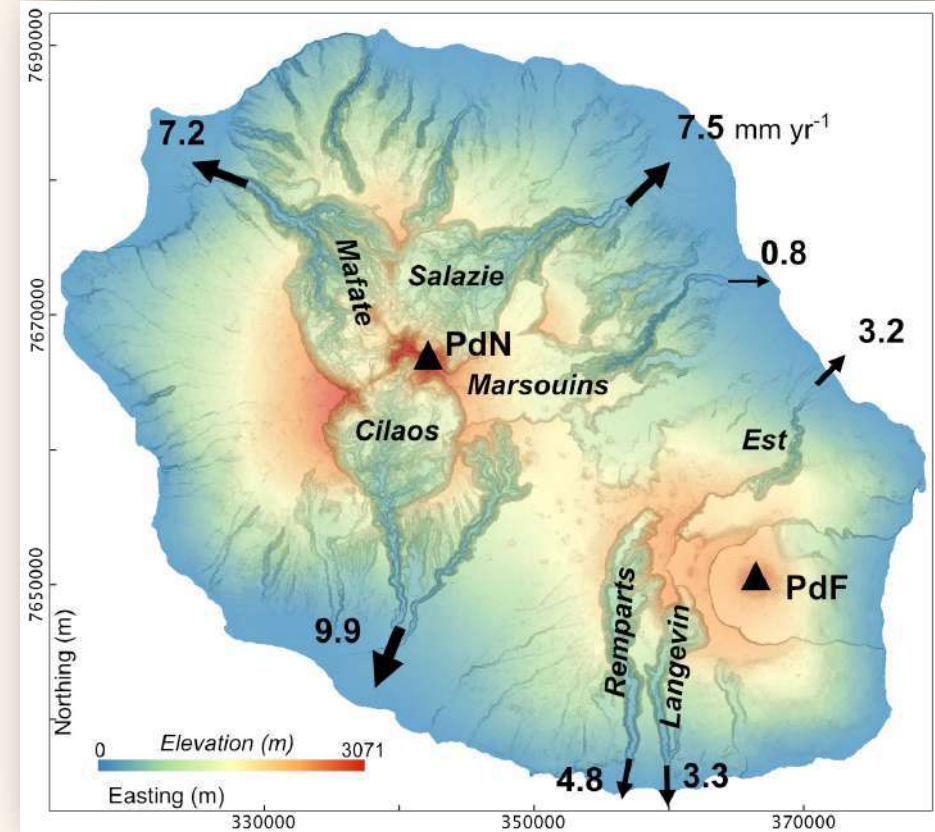 7690000
7.2
7.5 mm yr⁻¹
0.8
Mafate
Salazie
7670000
PdN
3.2
Marsouins
Cilaos
Est
7650000
Remparts
Langevin
PdF
9.9
Northing (m)
0 Elevation (m) 3071
4.8
3.3
Easting (m)
330000 350000 370000